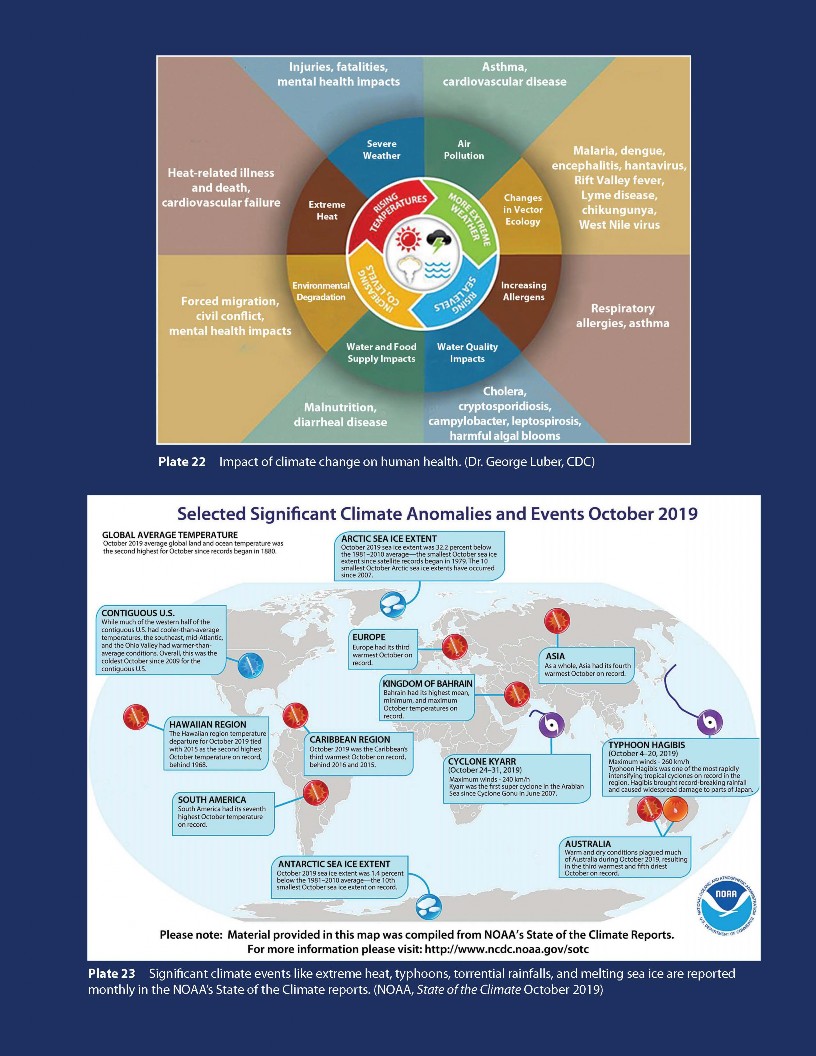 Injuries, fatalities,
mental health impacts
Asthma,
cardiovascular disease
Severe
Weather
Air
Pollution
Heat-related illness
and death,
cardiovascular failure
Extreme
Heat
RISING
TEMPERATURES
MORE EXTREME
WEATHER
Changes
in Vector
Ecology
Malaria, dengue,
encephalitis, hantavirus,
Rift Valley fever,
Lyme disease,
chikungunya,
West Nile virus
Forced migration,
civil conflict,
mental health impacts
Environmental
Degradation
INCREASING
CO₂ LEVELS
RISING
SEA LEVELS
Increasing
Allergens
Respiratory
allergies, asthma
Water and Food
Supply Impacts
Water Quality
Impacts
Malnutrition,
diarrheal disease
Cholera,
cryptosporidiosis,
campylobacter, leptospirosis,
harmful algal blooms
Plate 22 Impact of climate change on human health. (Dr. George Luber, CDC)
Selected Significant Climate Anomalies and Events October 2019
GLOBAL AVERAGE TEMPERATURE
October 2019 average global land and ocean temperature was
the second highest for October since records began in 1880.
ARCTIC SEA ICE EXTENT
October 2019 sea ice extent was 32.2 percent below
the 1981–2010 average—the smallest October sea ice
extent since satellite records began in 1979. The 10
smallest October Arctic sea ice extents have occurred
since 2007.
CONTIGUOUS U.S.
While much of the western half of the
contiguous U.S. had cooler-than-average
temperatures, the southeast, mid-Atlantic,
and the Ohio Valley had warmer-than-
average conditions. Overall, this was the
coldest October since 2009 for the
contiguous U.S.
EUROPE
Europe had its third
warmest October on
record.
ASIA
As a whole, Asia had its fourth
warmest October on record.
KINGDOM OF BAHRAIN
Bahrain had its highest mean,
minimum, and maximum
October temperatures on
record.
HAWAIIAN REGION
The Hawaiian region temperature
departure for October 2019 tied
with 2015 as the second highest
October temperature on record,
behind 1968.
CARIBBEAN REGION
October 2019 was the Caribbean's
third warmest October on record,
behind 2016 and 2015.
CYCLONE KYARR
(October 24–31, 2019)
Maximum winds - 240 km/h
Kyarr was the first super cyclone in the Arabian
Sea since Cyclone Gonu in June 2007.
TYPHOON HAGIBIS
(October 4–20, 2019)
Maximum winds - 260 km/h
Typhoon Hagibis was one of the most rapidly
intensifying tropical cyclones on record in the
region. Hagibis brought record-breaking rainfall
and caused widespread damage to parts of Japan.
SOUTH AMERICA
South America had its seventh
highest October temperature
on record.
AUSTRALIA
Warm and dry conditions plagued much
of Australia during October 2019, resulting
in the third warmest and fifth driest
October on record.
ANTARCTIC SEA ICE EXTENT
October 2019 sea ice extent was 1.4 percent
below the 1981–2010 average—the 10th
smallest October sea ice extent on record.
NATIONAL OCEANIC AND ATMOSPHERIC ADMINISTRATION
NOAA
U.S. DEPARTMENT OF COMMERCE
Please note: Material provided in this map was compiled from NOAA's State of the Climate Reports.
For more information please visit: http://www.ncdc.noaa.gov/sotc
Plate 23 Significant climate events like extreme heat, typhoons, torrential rainfalls, and melting sea ice are reported
monthly in the NOAA's State of the Climate reports. (NOAA, State of the Climate October 2019)